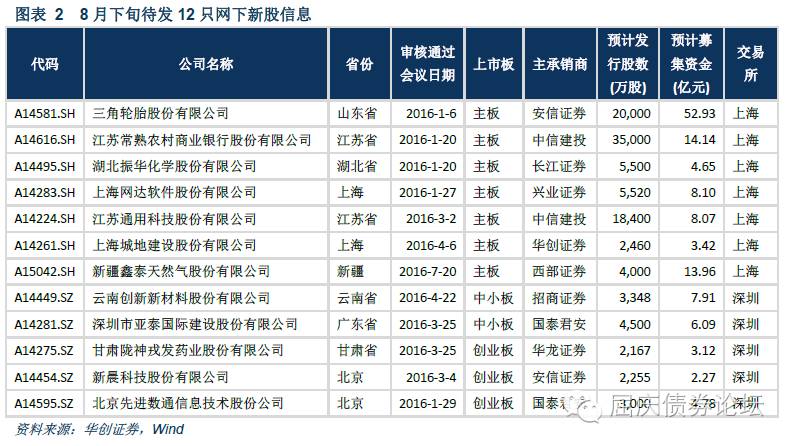 图表 2 8 月下旬待发 12 只网下新股信息
代码 公司名称 省份 审核通过会议日期 上市板 主承销商 预计发行股数(万股) 预计募集资金(亿元) 交易所
A14581.SH 三角轮胎股份有限公司 山东省 2016-1-6 主板 安信证券 20,000 52.93 上海
A14616.SH 江苏常熟农村商业银行股份有限公司 江苏省 2016-1-20 主板 中信建投 35,000 14.14 上海
A14495.SH 湖北振华化学股份有限公司 湖北省 2016-1-20 主板 长江证券 5,500 4.65 上海
A14283.SH 上海网达软件股份有限公司 上海 2016-1-27 主板 兴业证券 5,520 8.10 上海
A14224.SH 江苏通用科技股份有限公司 江苏省 2016-3-2 主板 中信建投 18,400 8.07 上海
A14261.SH 上海城地建设股份有限公司 上海 2016-4-6 主板 华创证券 2,460 3.42 上海
A15042.SH 新疆鑫泰天然气股份有限公司 新疆 2016-7-20 主板 西部证券 4,000 13.96 上海
A14449.SZ 云南创新新材料股份有限公司 云南省 2016-4-22 中小板 招商证券 3,348 7.91 深圳
A14281.SZ 深圳市亚泰国际建设股份有限公司 广东省 2016-3-25 中小板 国泰君安 4,500 6.09 深圳
A14275.SZ 甘肃陇神戎发药业股份有限公司 甘肃省 2016-3-25 创业板 华龙证券 2,167 3.12 深圳
A14454.SZ 新晨科技股份有限公司 北京 2016-3-4 创业板 安信证券 2,255 2.27 深圳
A14595.SZ 北京先进数通信息技术股份公司 北京 2016-1-29 创业板 国泰 000 4.78 深圳
屈庆债券论坛
资料来源：华创证券，Wind